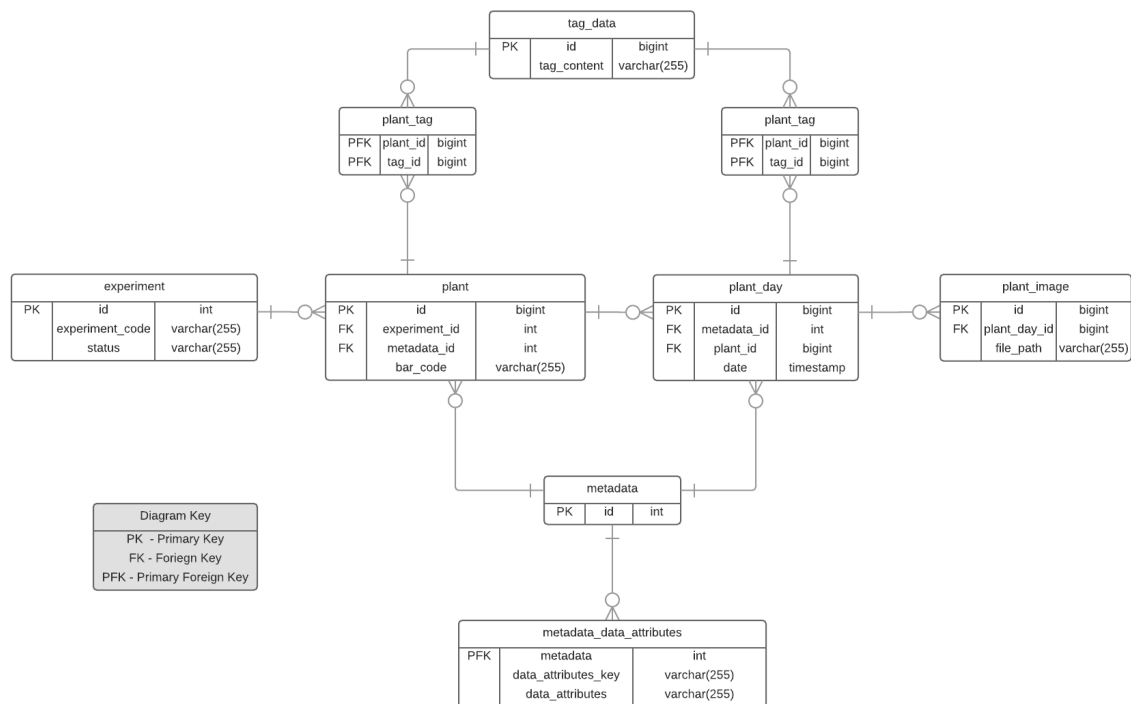 tag_data
PK id bigint
tag_content varchar(255)
plant_tag
PFK plant_id bigint
PFK tag_id bigint
plant_tag
PFK plant_id bigint
PFK tag_id bigint
experiment
PK id int
experiment_code varchar(255)
status varchar(255)
plant
PK id bigint
FK experiment_id int
FK metadata_id int
bar_code varchar(255)
plant_day
PK id bigint
FK metadata_id int
FK plant_id bigint
date timestamp
plant_image
PK id bigint
FK plant_day_id bigint
file_path varchar(255)
metadata
PK id int
Diagram Key
PK - Primary Key
FK - Foriegn Key
PFK - Primary Foreign Key
metadata_data_attributes
PFK metadata int
data_attributes_key varchar(255)
data_attributes varchar(255)